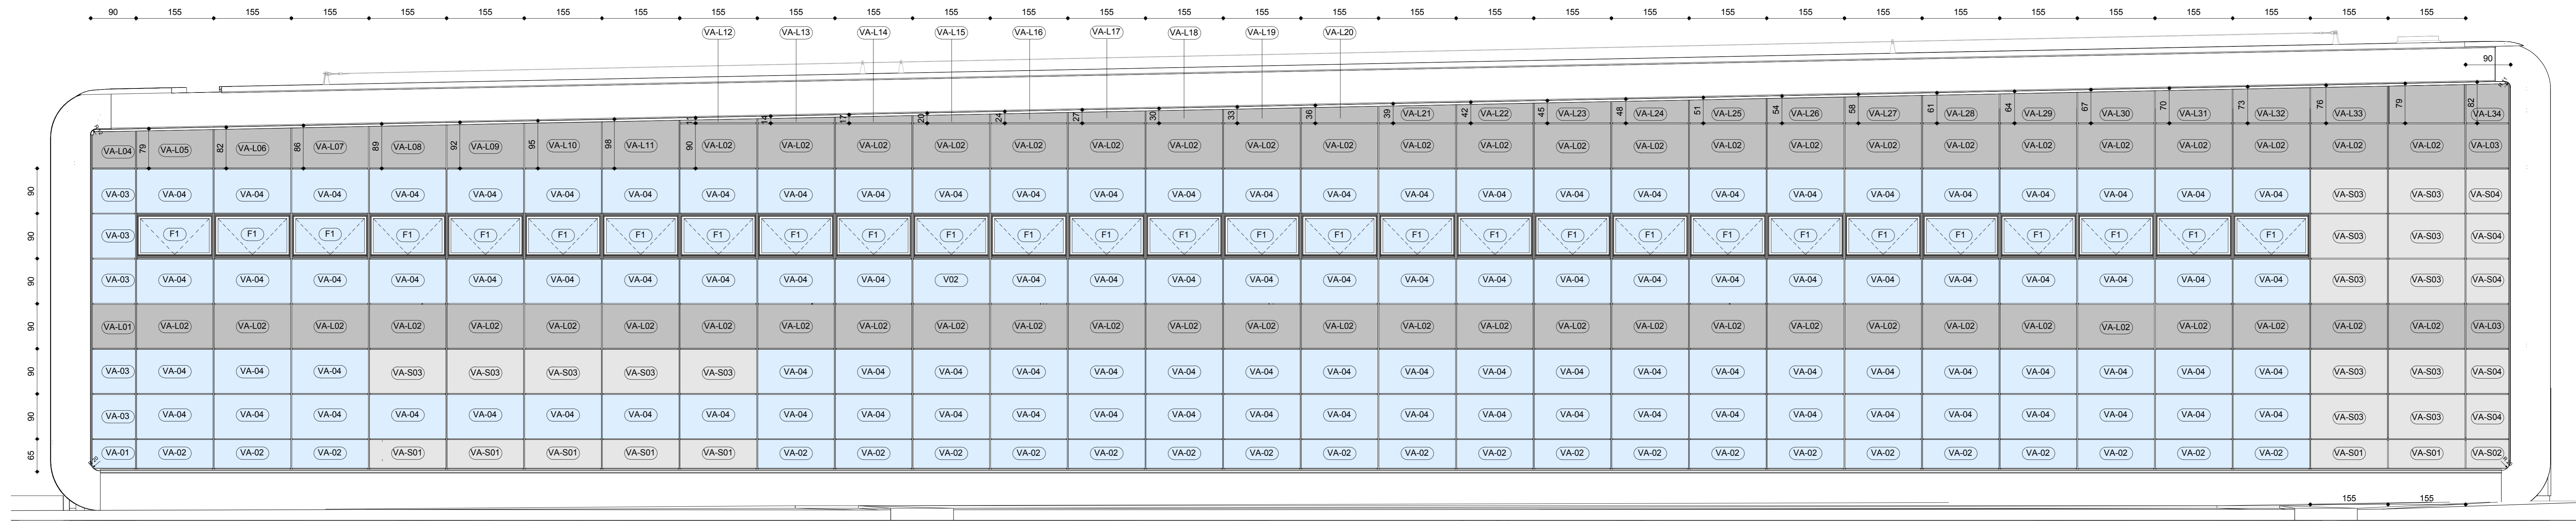 90 155 155 155 155 155 155 155 155 155 155 155 155 155 155 155 155 155 155 155 155 155 155 155 155 155 155 155 155 155 155
VA-L12 VA-L13 VA-L14 VA-L15 VA-L16 VA-L17 VA-L18 VA-L19 VA-L20
90
11 14 17 20 24 27 30 33 36 39 VA-L21 42 VA-L22 45 VA-L23 48 VA-L24 51 VA-L25 54 VA-L26 58 VA-L27 61 VA-L28 64 VA-L29 67 VA-L30 70 VA-L31 73 VA-L32 76 VA-L33 79 82 VA-L34
VA-L04 79 VA-L05 82 VA-L06 86 VA-L07 89 VA-L08 92 VA-L09 95 VA-L10 98 VA-L11 90 VA-L02 VA-L02 VA-L02 VA-L02 VA-L02 VA-L02 VA-L02 VA-L02 VA-L02 VA-L02 VA-L02 VA-L02 VA-L02 VA-L02 VA-L02 VA-L02 VA-L02 VA-L02 VA-L02 VA-L02 VA-L02 VA-L02 VA-L02 VA-L03
90 VA-03 VA-04 VA-04 VA-04 VA-04 VA-04 VA-04 VA-04 VA-04 VA-04 VA-04 VA-04 VA-04 VA-04 VA-04 VA-04 VA-04 VA-04 VA-04 VA-04 VA-04 VA-04 VA-04 VA-04 VA-04 VA-04 VA-04 VA-04 VA-04 VA-S03 VA-S03 VA-S04
90 VA-03 F1 F1 F1 F1 F1 F1 F1 F1 F1 F1 F1 F1 F1 F1 F1 F1 F1 F1 F1 F1 F1 F1 F1 F1 F1 F1 F1 F1 VA-S03 VA-S03 VA-S04
90 VA-03 VA-04 VA-04 VA-04 VA-04 VA-04 VA-04 VA-04 VA-04 VA-04 VA-04 V02 VA-04 VA-04 VA-04 VA-04 VA-04 VA-04 VA-04 VA-04 VA-04 VA-04 VA-04 VA-04 VA-04 VA-04 VA-04 VA-04 VA-04 VA-S03 VA-S03 VA-S04
90 VA-L01 VA-L02 VA-L02 VA-L02 VA-L02 VA-L02 VA-L02 VA-L02 VA-L02 VA-L02 VA-L02 VA-L02 VA-L02 VA-L02 VA-L02 VA-L02 VA-L02 VA-L02 VA-L02 VA-L02 VA-L02 VA-L02 VA-L02 VA-L02 VA-L02 VA-L02 VA-L02 VA-L02 VA-L02 VA-L02 VA-L02 VA-L03
90 VA-03 VA-04 VA-04 VA-04 VA-S03 VA-S03 VA-S03 VA-S03 VA-S03 VA-04 VA-04 VA-04 VA-04 VA-04 VA-04 VA-04 VA-04 VA-04 VA-04 VA-04 VA-04 VA-04 VA-04 VA-04 VA-04 VA-04 VA-04 VA-04 VA-04 VA-S03 VA-S03 VA-S04
90 VA-03 VA-04 VA-04 VA-04 VA-04 VA-04 VA-04 VA-04 VA-04 VA-04 VA-04 VA-04 VA-04 VA-04 VA-04 VA-04 VA-04 VA-04 VA-04 VA-04 VA-04 VA-04 VA-04 VA-04 VA-04 VA-04 VA-04 VA-04 VA-04 VA-S03 VA-S03 VA-S04
65 VA-01 VA-02 VA-02 VA-02 VA-S01 VA-S01 VA-S01 VA-S01 VA-S01 VA-02 VA-02 VA-02 VA-02 VA-02 VA-02 VA-02 VA-02 VA-02 VA-02 VA-02 VA-02 VA-02 VA-02 VA-02 VA-02 VA-02 VA-02 VA-02 VA-02 VA-S01 VA-S01 VA-S02
155 155